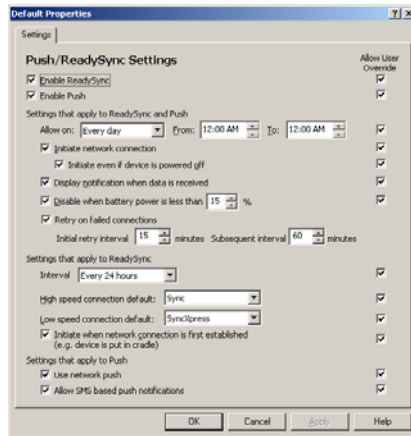 Default Properties
Settings
Push/ReadySync Settings
Allow User
Override
Enable ReadySync
Enable Push
Settings that apply to ReadySync and Push
Allow on: Every day From: 12:00 AM To: 12:00 AM
Initiate network connection
Initiate even if device is powered off
Display notification when data is received
Disable when battery power is less than 15 %
Retry on failed connections
Initial retry interval 15 minutes Subsequent interval 60 minutes
Settings that apply to ReadySync
Interval Every 24 hours
High speed connection default: Sync
Low speed connection default: SyncXpress
Initiate when network connection is first established
(e.g. device is put in cradle)
Settings that apply to Push
Use network push
Allow SMS based push notifications
OK Cancel Apply Help